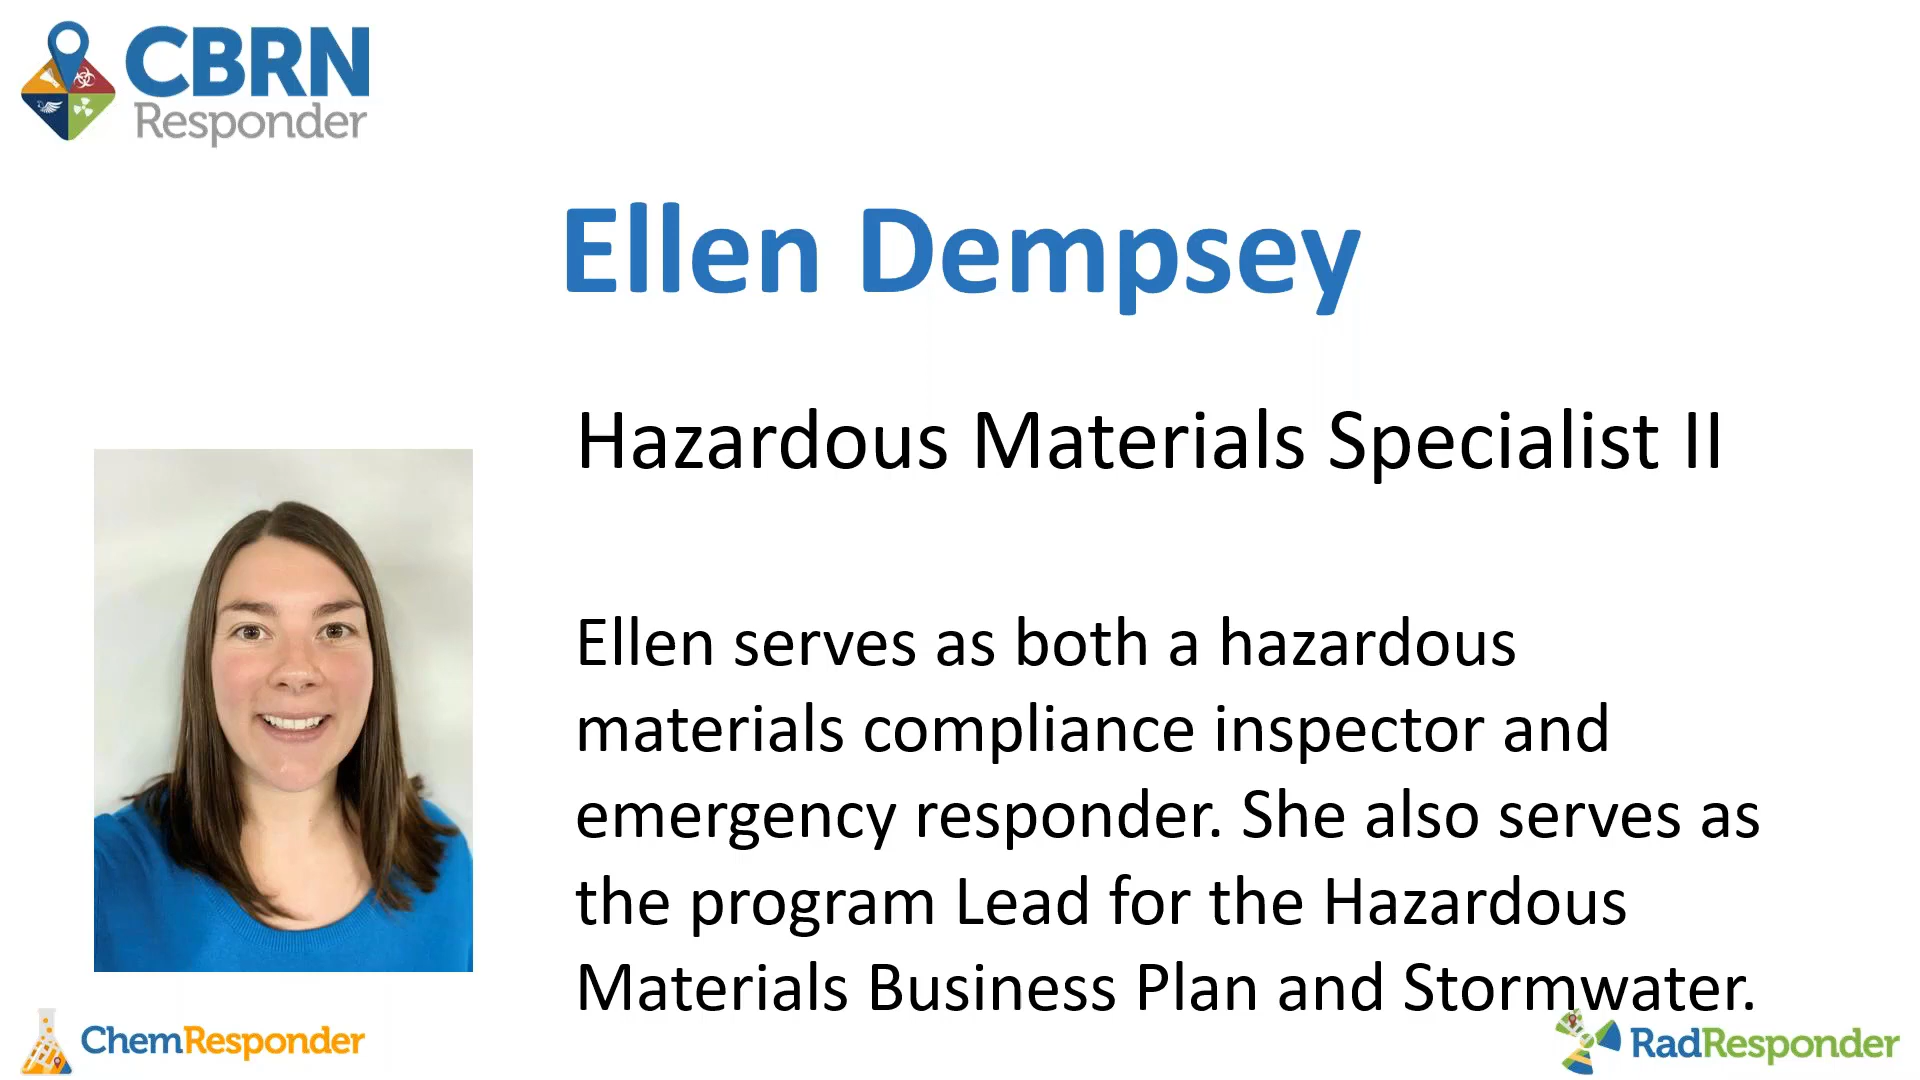 CBRN
Responder
Ellen Dempsey
Hazardous Materials Specialist II
Ellen serves as both a hazardous
materials compliance inspector and
emergency responder. She also serves as
the program Lead for the Hazardous
Materials Business Plan and Stormwater.
ChemResponder
RadResponder